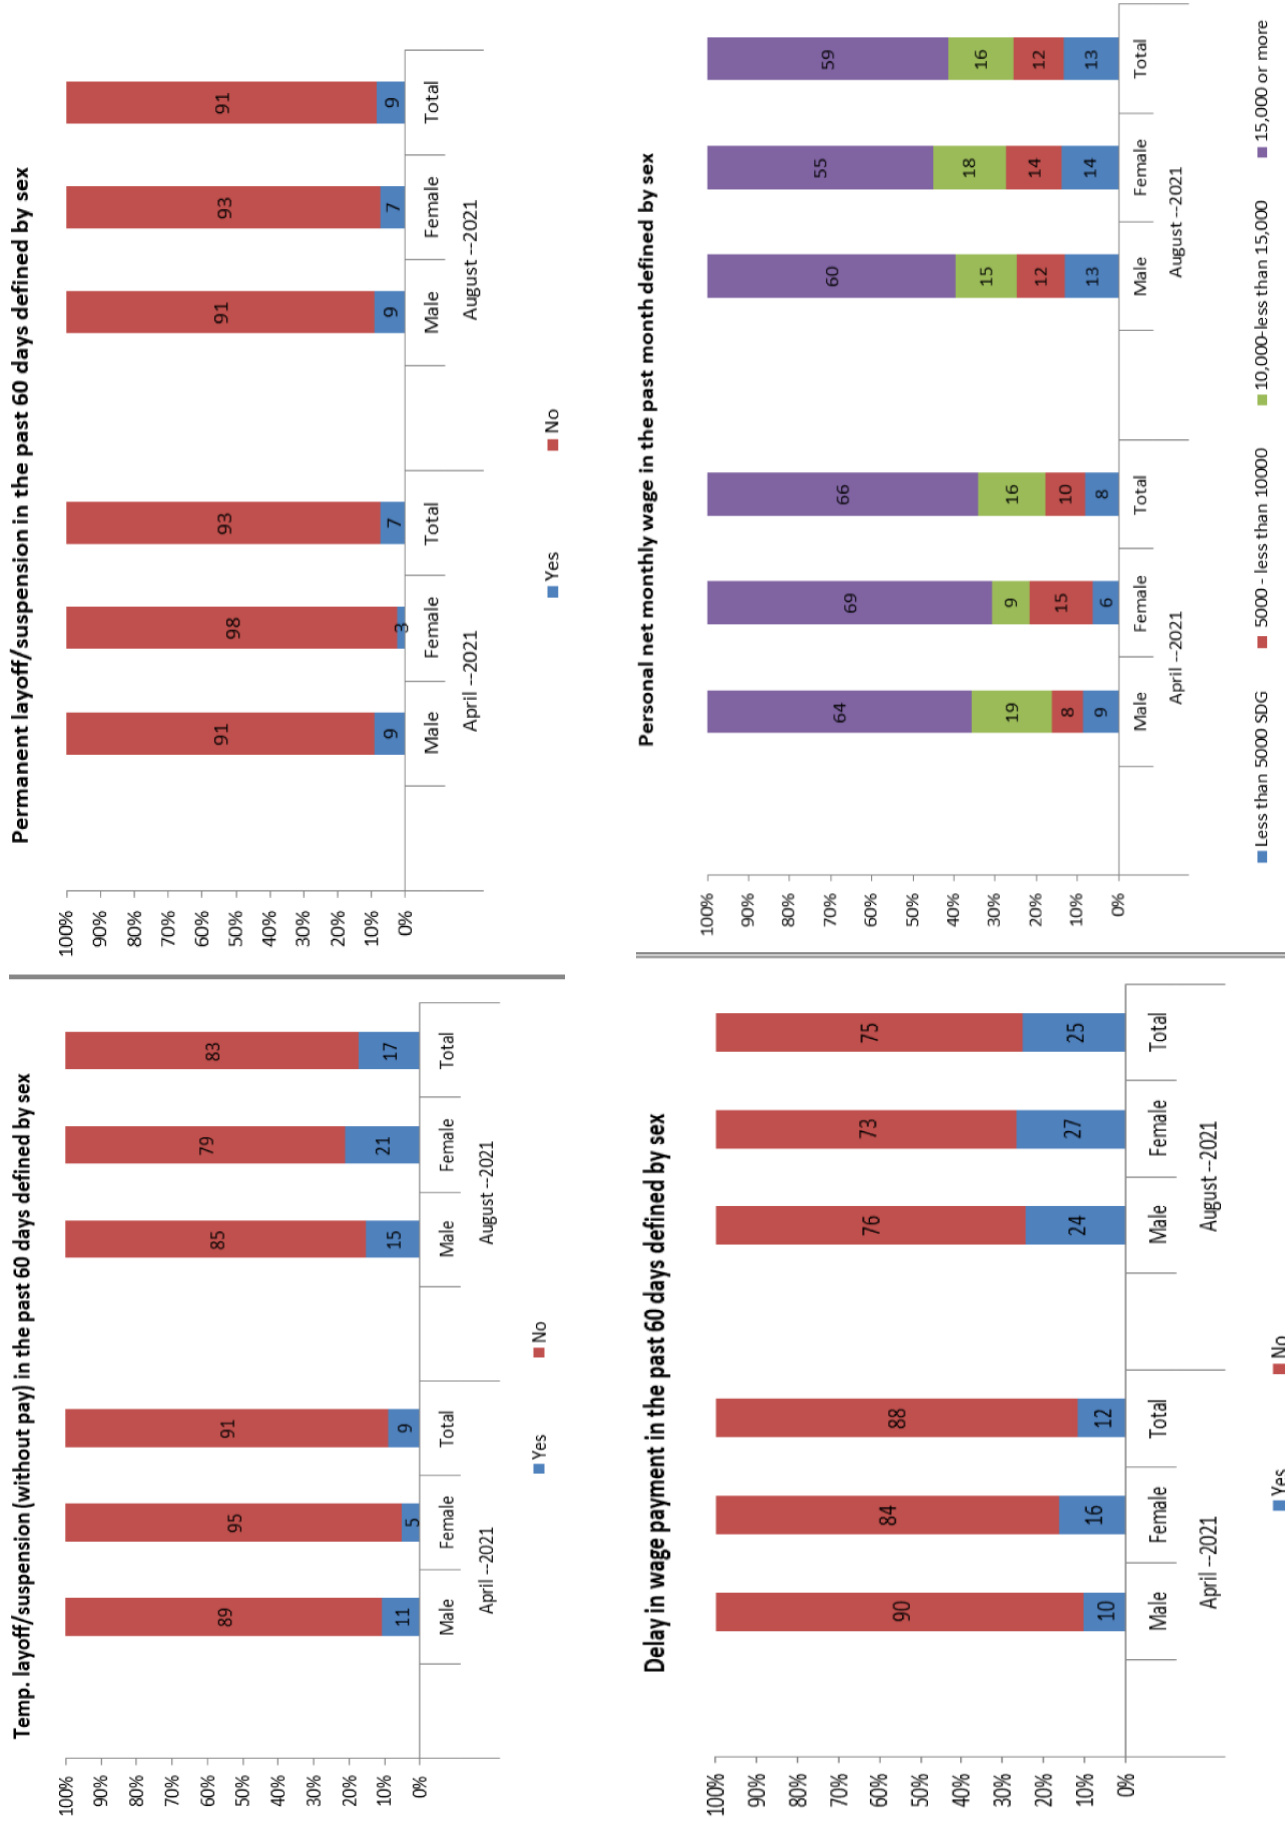 Temp. layoff/suspension (without pay) in the past 60 days defined by sex
100%
90%
80%
70%
60%
50%
40%
30%
20%
10%
0%
89 95 91 85 79 83
11 5 9 15 21 17
Male Female Total Male Female Total
April --2021 August --2021
Yes No
Permanent layoff/suspension in the past 60 days defined by sex
100%
90%
80%
70%
60%
50%
40%
30%
20%
10%
0%
91 98 93 91 93 91
9 3 7 9 7 9
Male Female Total Male Female Total
April --2021 August --2021
Yes No
Delay in wage payment in the past 60 days defined by sex
100%
90%
80%
70%
60%
50%
40%
30%
20%
10%
0%
90 84 88 76 73 75
10 16 12 24 27 25
Male Female Total Male Female Total
April --2021 August --2021
Yes No
Personal net monthly wage in the past month defined by sex
100%
90%
80%
70%
60%
50%
40%
30%
20%
10%
0%
64 69 66 60 55 59
19 9 16 15 18 16
8 15 10 12 14 12
9 6 8 13 14 13
Male Female Total Male Female Total
April --2021 August --2021
Less than 5000 SDG 5000 - less than 10000 10,000-less than 15,000 15,000 or more